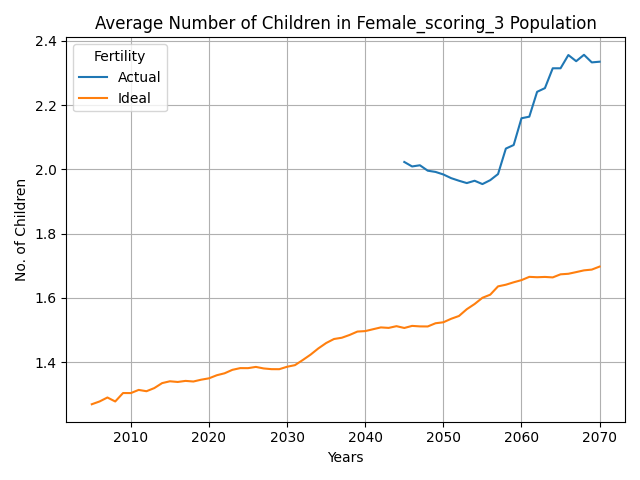 Average Number of Children in Female_scoring_3 Population
Fertility
Actual
Ideal
No. of Children
2.4
2.2
2.0
1.8
1.6
1.4
2010
2020
2030
2040
2050
2060
2070
Years